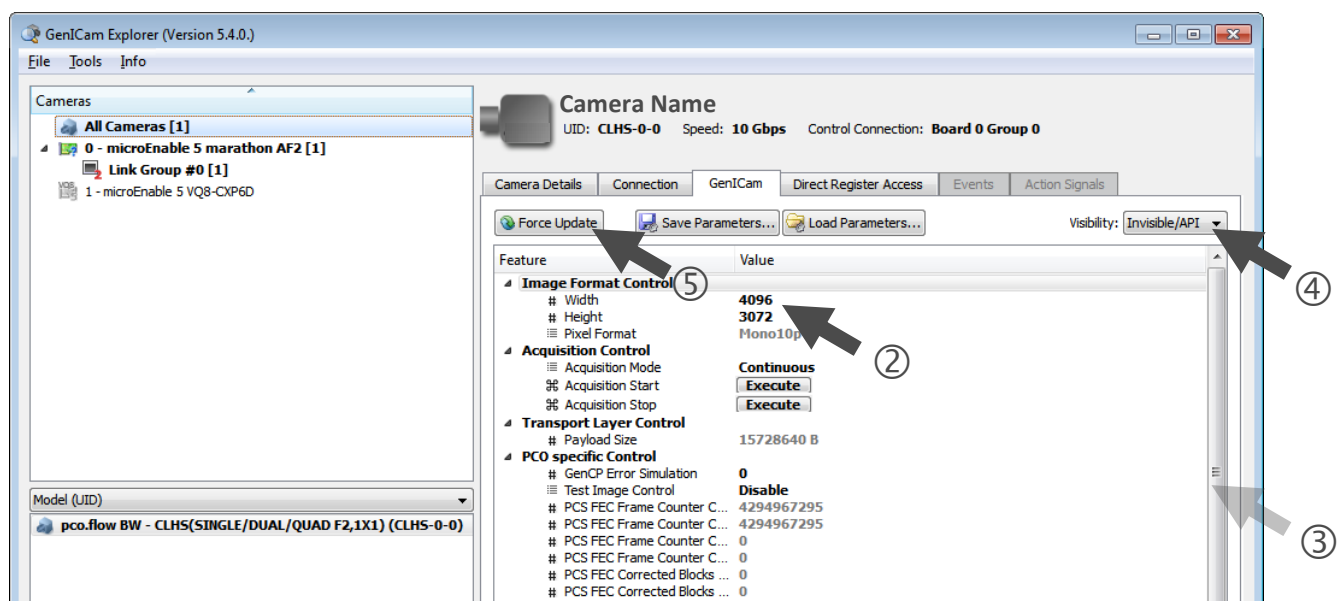 GenICam Explorer (Version 5.4.0.)
File Tools Info
Cameras
All Cameras [1]
0 - microEnable 5 marathon AF2 [1]
2 Link Group #0 [1]
VQ8 1 - microEnable 5 VQ8-CXP6D
Model (UID)
pco.flow BW - CLHS(SINGLE/DUAL/QUAD F2,1X1) (CLHS-0-0)
Camera Name
UID: CLHS-0-0 Speed: 10 Gbps Control Connection: Board 0 Group 0
Camera Details Connection GenICam Direct Register Access Events Action Signals
Force Update Save Parameters... Load Parameters... Visibility: Invisible/API
Feature Value
Image Format Control
# Width 4096
# Height 3072
Pixel Format Mono10p
Acquisition Control
Acquisition Mode Continuous
⌘ Acquisition Start Execute
⌘ Acquisition Stop Execute
Transport Layer Control
# Payload Size 15728640 B
PCO specific Control
# GenCP Error Simulation 0
Test Image Control Disable
# PCS FEC Frame Counter C... 4294967295
# PCS FEC Frame Counter C... 4294967295
# PCS FEC Frame Counter C... 0
# PCS FEC Frame Counter C... 0
# PCS FEC Corrected Blocks ... 0
# PCS FEC Corrected Blocks ... 0
⑤
④
②
③